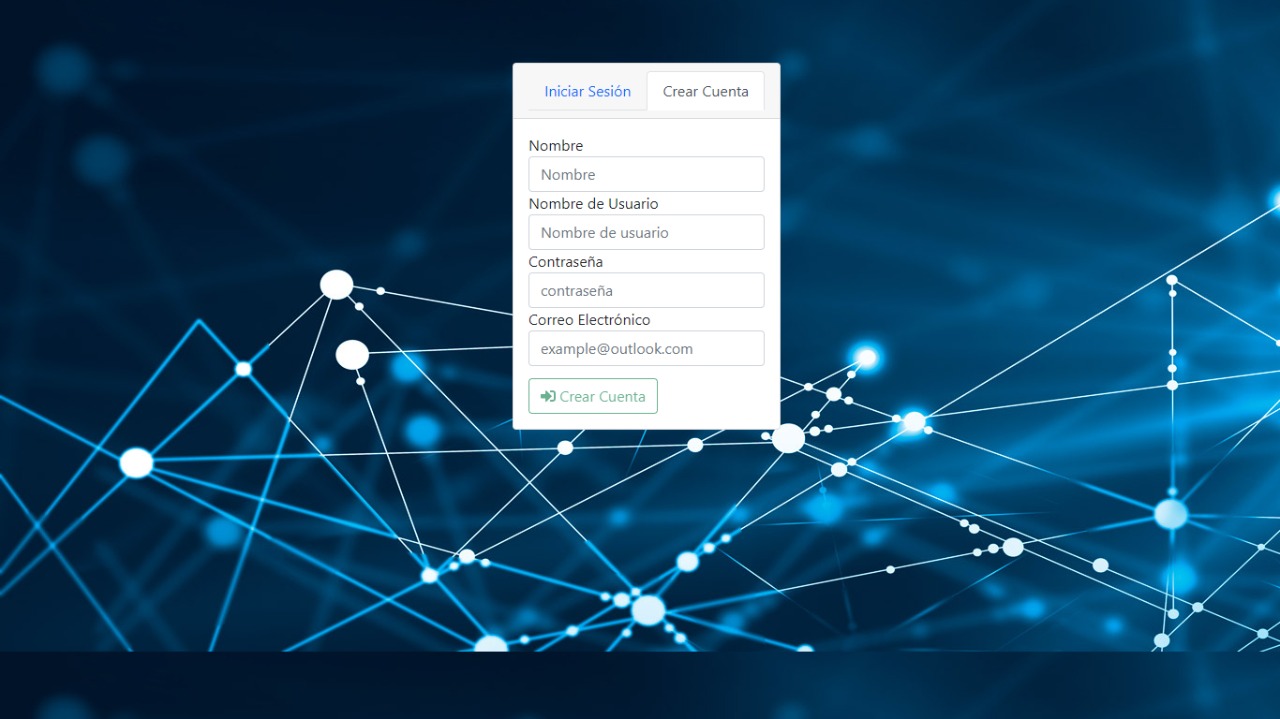 Iniciar Sesión Crear Cuenta
Nombre
Nombre
Nombre de Usuario
Nombre de usuario
Contraseña
contraseña
Correo Electrónico
example@outlook.com
Crear Cuenta